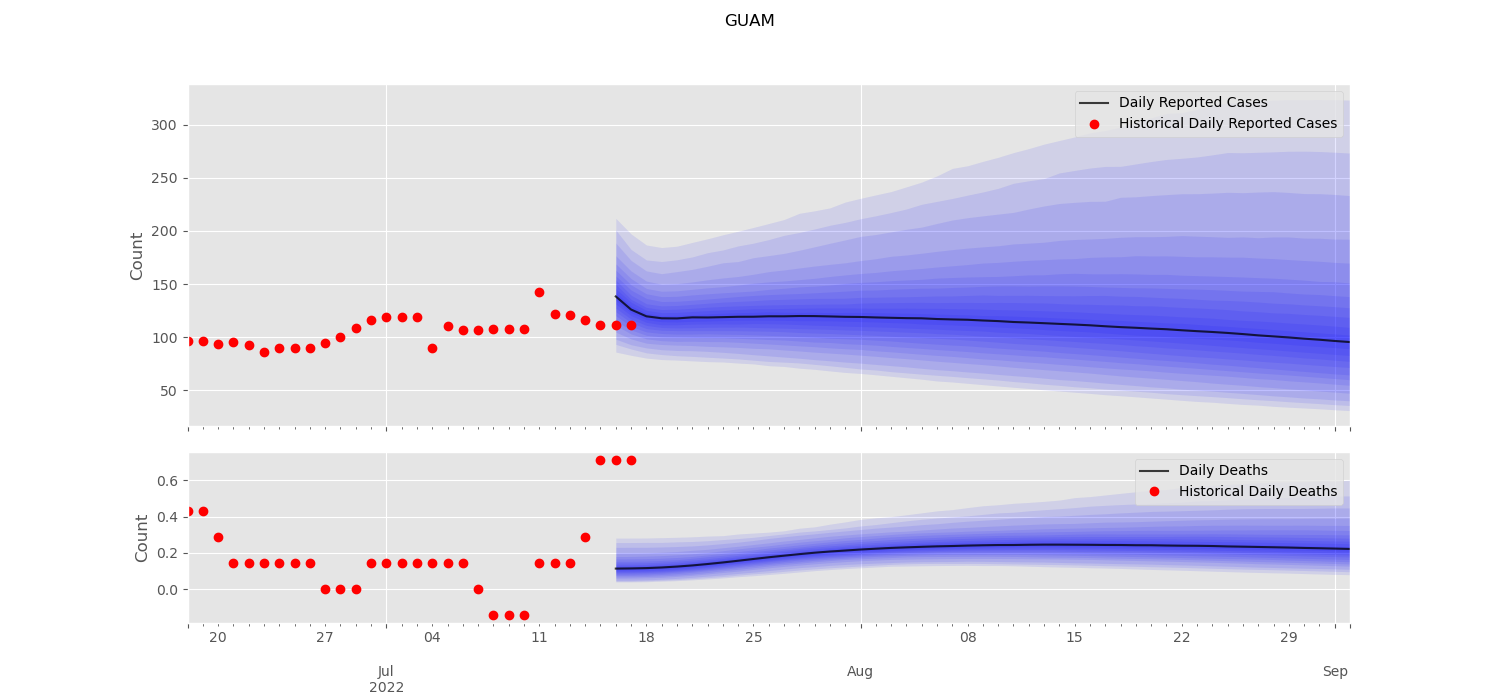 GUAM
Daily Reported Cases
Historical Daily Reported Cases
Count
300
250
200
150
100
50
Daily Deaths
Historical Daily Deaths
Count
0.6
0.4
0.2
0.0
20 27 04 11 18 25 08 15 22 29
Jul Aug Sep
2022